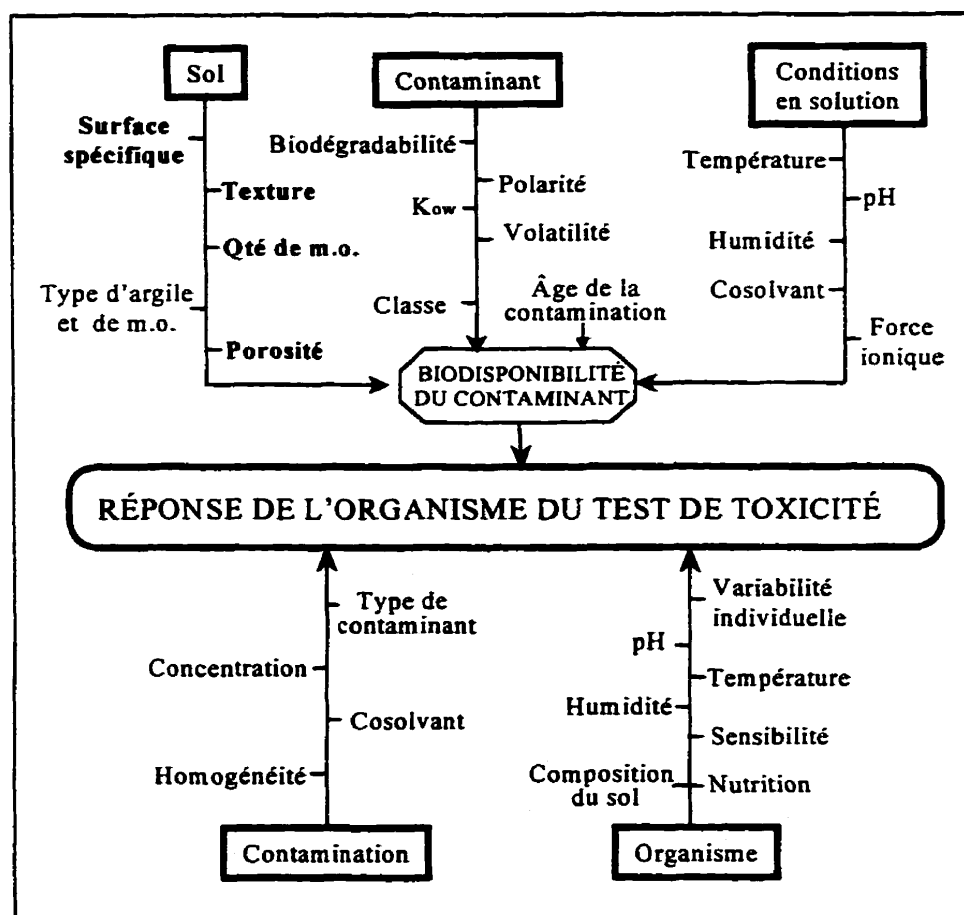 Sol
Surface
spécifique
Texture
Qté de m.o.
Type d'argile
et de m.o.
Porosité
Contaminant
Biodégradabilité
Polarité
Kow
Volatilité
Classe
Âge de la
contamination
Conditions
en solution
Température
pH
Humidité
Cosolvant
Force
ionique
BIODISPONIBILITÉ
DU CONTAMINANT
RÉPONSE DE L'ORGANISME DU TEST DE TOXICITÉ
Type de
contaminant
Concentration
Cosolvant
Homogénéité
Contamination
Variabilité
individuelle
pH
Température
Humidité
Sensibilité
Composition
du sol
Nutrition
Organisme